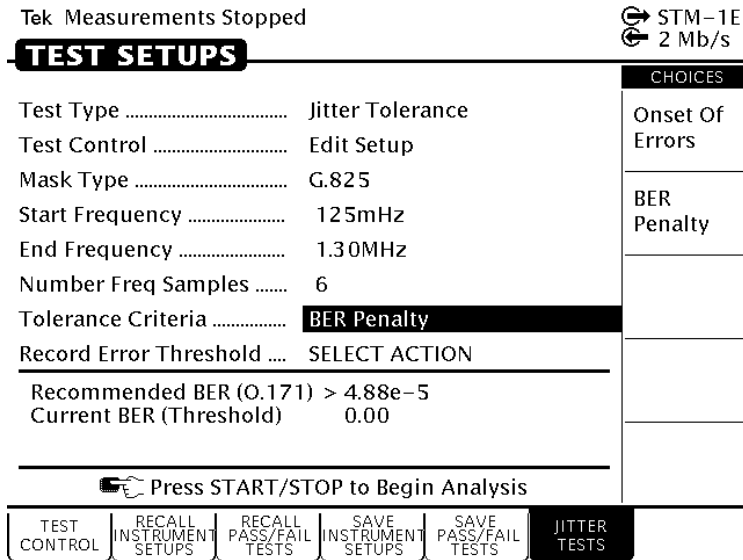 Tek Measurements Stopped
STM-1E
2 Mb/s
TEST SETUPS
CHOICES
Test Type ................................ Jitter Tolerance
Test Control ........................... Edit Setup
Mask Type ............................... G.825
Start Frequency .................... 125mHz
End Frequency ...................... 1.30MHz
Number Freq Samples ....... 6
Tolerance Criteria ................ BER Penalty
Record Error Threshold .... SELECT ACTION
Onset Of
Errors
BER
Penalty
Recommended BER (O.171) > 4.88e-5
Current BER (Threshold) 0.00
Press START/STOP to Begin Analysis
TEST
CONTROL
RECALL
INSTRUMENT
SETUPS
RECALL
PASS/FAIL
TESTS
SAVE
INSTRUMENT
SETUPS
SAVE
PASS/FAIL
TESTS
JITTER
TESTS